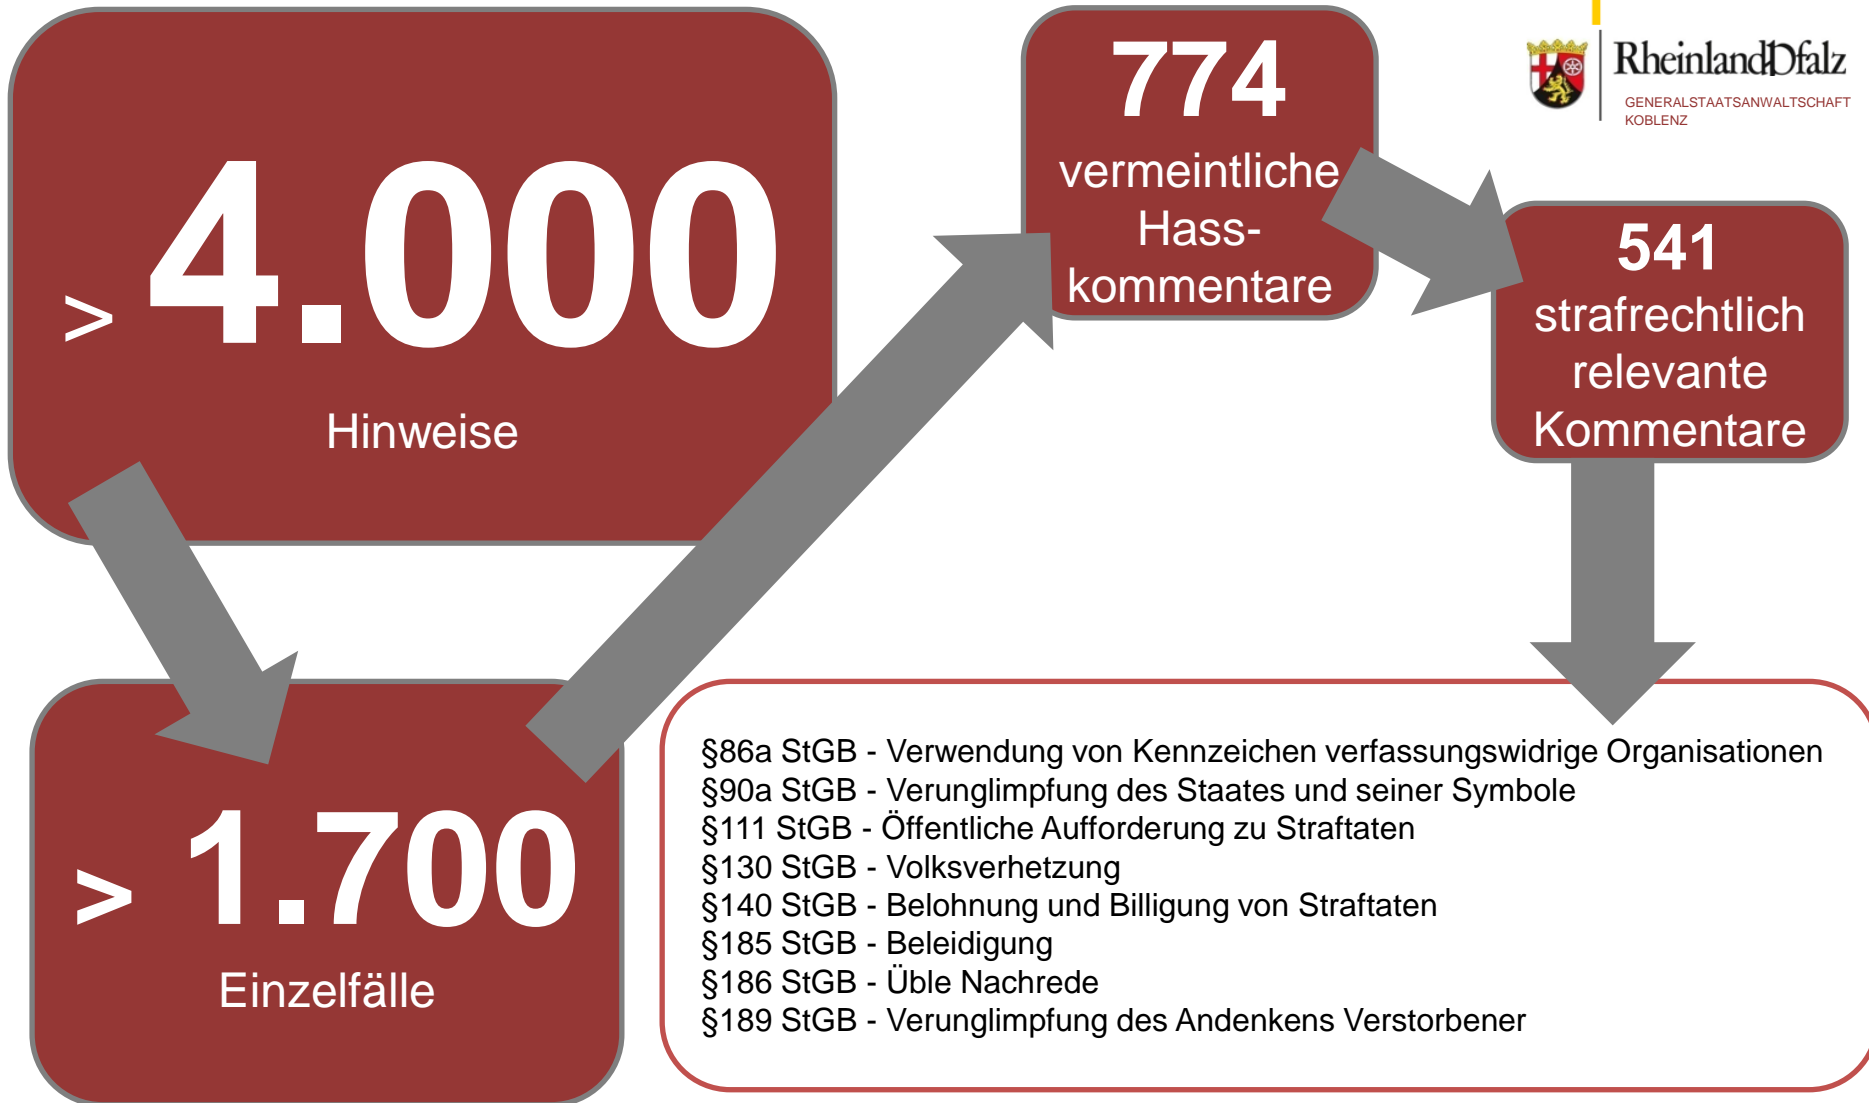 > 4.000
Hinweise
> 1.700
Einzelfälle
774
vermeintliche
Hass-
kommentare
RheinlandPfalz
GENERALSTAATSANWALTSCHAFT
KOBLENZ
541
strafrechtlich
relevante
Kommentare
§86a StGB - Verwendung von Kennzeichen verfassungswidrige Organisationen
§90a StGB - Verunglimpfung des Staates und seiner Symbole
§111 StGB - Öffentliche Aufforderung zu Straftaten
§130 StGB - Volksverhetzung
§140 StGB - Belohnung und Billigung von Straftaten
§185 StGB - Beleidigung
§186 StGB - Üble Nachrede
§189 StGB - Verunglimpfung des Andenkens Verstorbener